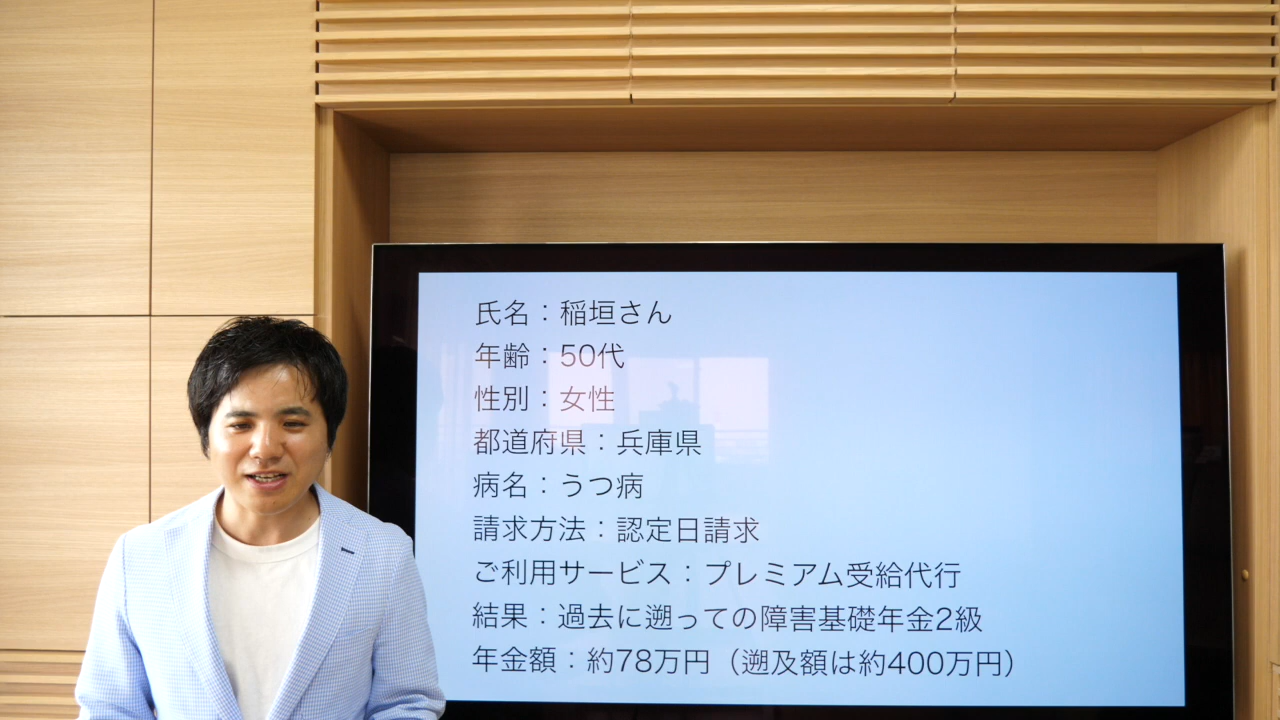 氏名：稲垣さん
年齢：50代
性別：女性
都道府県：兵庫県
病名：うつ病
請求方法：認定日請求
ご利用サービス：プレミアム受給代行
結果：過去に遡っての障害基礎年金2級
年金額：約78万円（遡及額は約400万円）